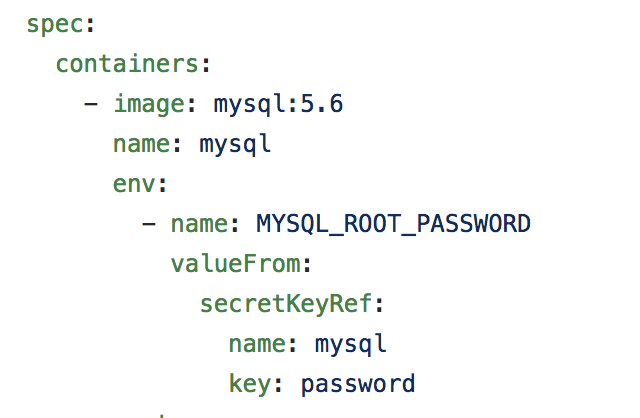 spec:
  containers:
    - image: mysql:5.6
      name: mysql
      env:
        - name: MYSQL_ROOT_PASSWORD
          valueFrom:
            secretKeyRef:
              name: mysql
              key: password